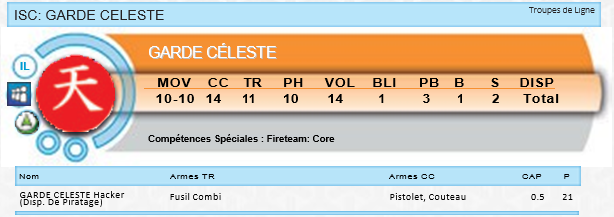 ISC: GARDE CELESTE
Troupes de Ligne
GARDE CÉLESTE
IL
天
MOV CC TR PH VOL BLI PB B S DISP
10-10 14 11 10 14 1 3 1 2 Total
Compétences Spéciales : Fireteam: Core
Nom Armes TR Armes CC CAP P
GARDE CELESTE Hacker Fusil Combi Pistolet, Couteau 0.5 21
(Disp. De Piratage)